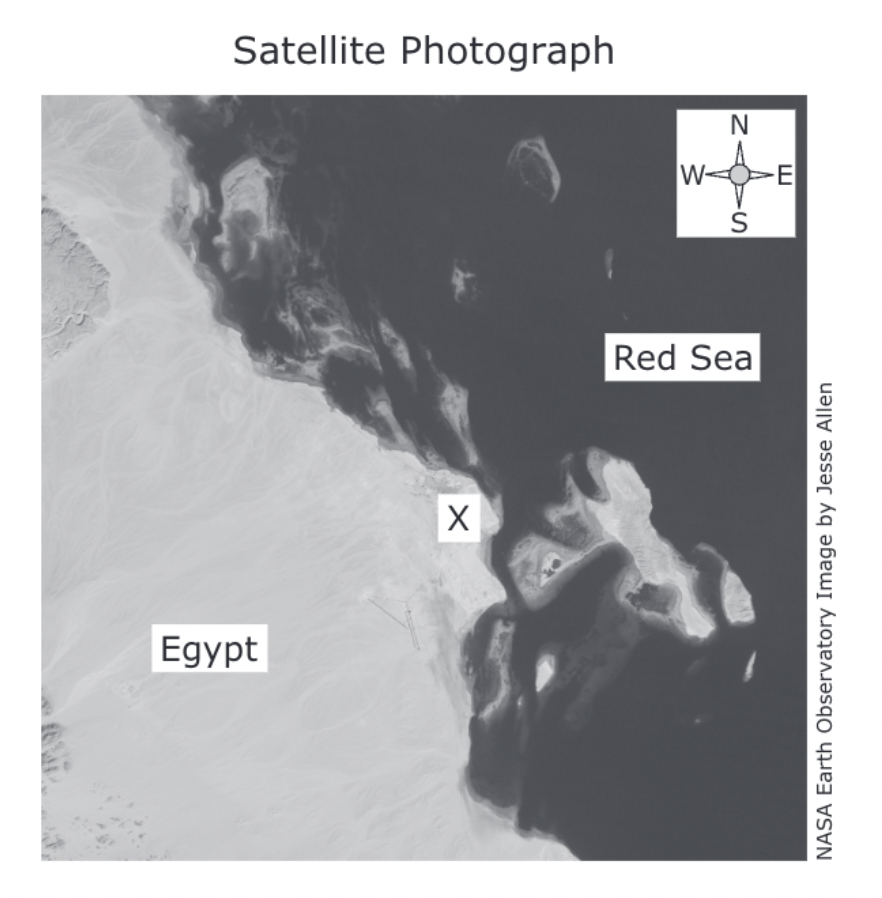 Satellite Photograph
N
W E
S
Red Sea
X
Egypt
NASA Earth Observatory Image by Jesse Allen